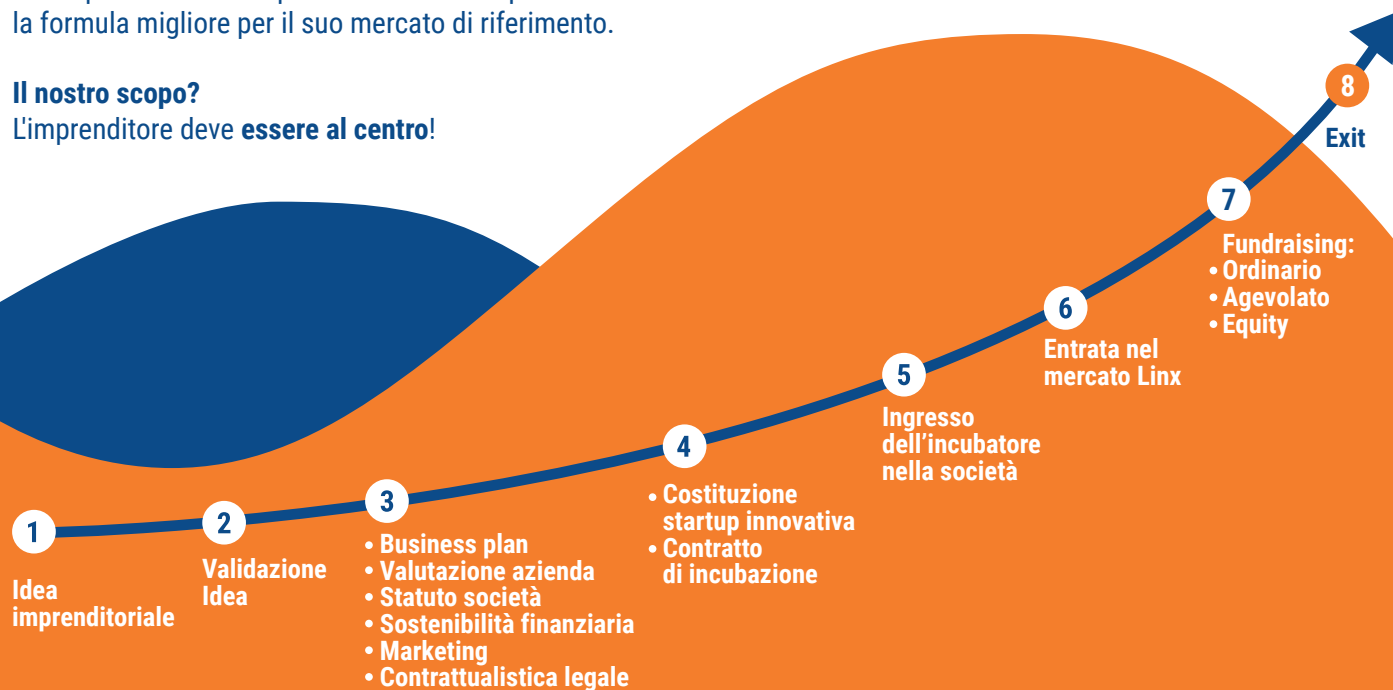 la formula migliore per il suo mercato di riferimento.
Il nostro scopo?
L'imprenditore deve essere al centro!
1
Idea
imprenditoriale
2
Validazione
Idea
3
• Business plan
• Valutazione azienda
• Statuto società
• Sostenibilità finanziaria
• Marketing
• Contrattualistica legale
4
• Costituzione
startup innovativa
• Contratto
di incubazione
5
Ingresso
dell’incubatore
nella società
6
Entrata nel
mercato Linx
7
Fundraising:
• Ordinario
• Agevolato
• Equity
8
Exit